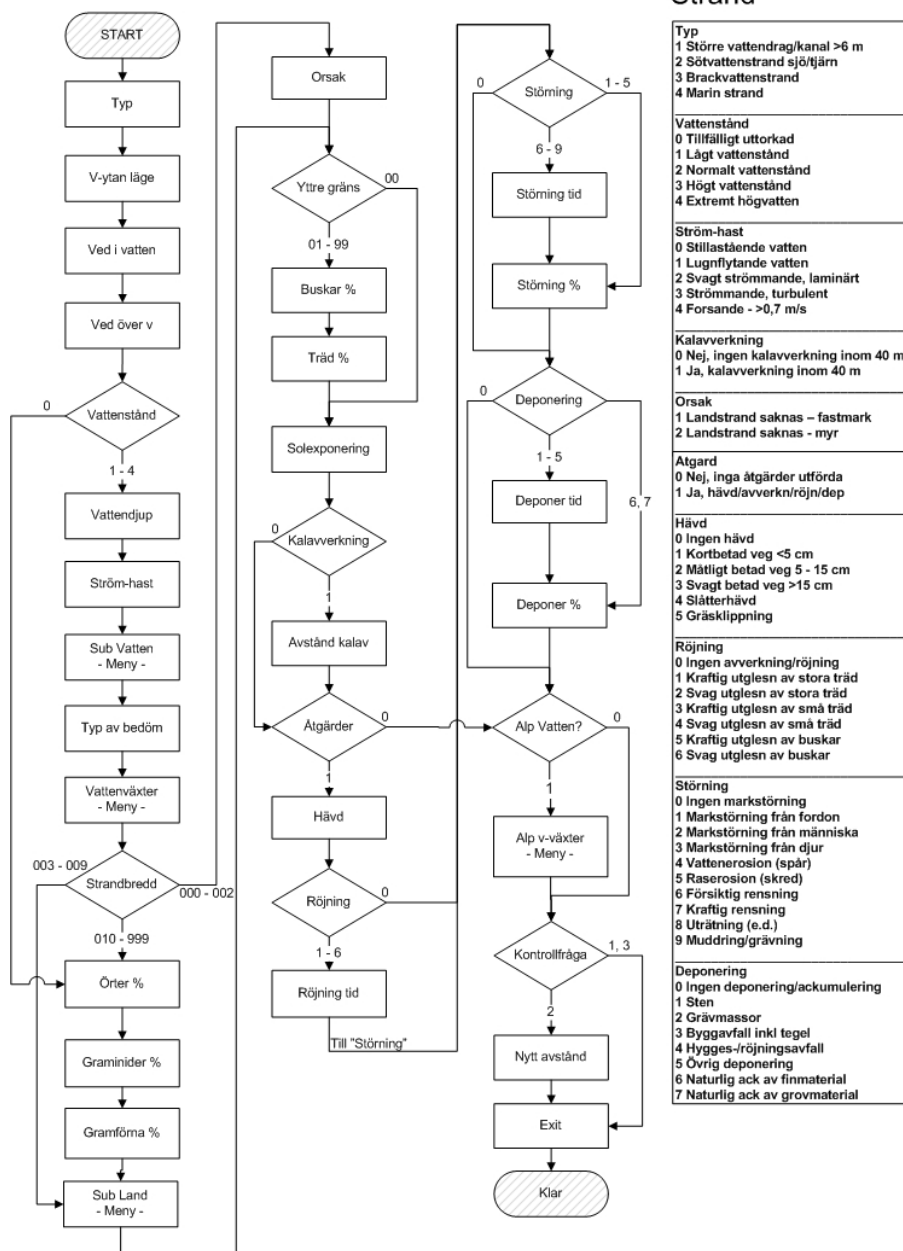 Strand
START
Typ
V-ytan läge
Ved i vatten
Ved över v
Vattenstånd
0
1 - 4
Vattendjup
Ström-hast
Sub Vatten
- Meny -
Typ av bedöm
Vattenväxter
- Meny -
003 - 009
Strandbredd
000 - 002
010 - 999
Örter %
Graminider %
Gramförna %
Sub Land
- Meny -
Orsak
Yttre gräns
00
01 - 99
Buskar %
Träd %
Solexponering
0
Kalavverkning
1
Avstånd kalav
Åtgärder
0
1
Hävd
Röjning
0
1 - 6
Röjning tid
Till "Störning"
0
Störning
1 - 5
6 - 9
Störning tid
Störning %
0
Deponering
1 - 5
6, 7
Deponer tid
Deponer %
Alp Vatten?
0
1
Alp v-växter
- Meny -
Kontrollfråga
1, 3
2
Nytt avstånd
Exit
Klar
Typ
1 Större vattendrag/kanal >6 m
2 Sötvattenstrand sjö/tjärn
3 Brackvattenstrand
4 Marin strand
Vattenstånd
0 Tillfälligt uttorkad
1 Lågt vattenstånd
2 Normalt vattenstånd
3 Högt vattenstånd
4 Extremt högvatten
Ström-hast
0 Stillastående vatten
1 Lugnflytande vatten
2 Svagt strömmande, laminärt
3 Strömmande, turbulent
4 Forsande - >0,7 m/s
Kalavverkning
0 Nej, ingen kalavverkning inom 40 m
1 Ja, kalavverkning inom 40 m
Orsak
1 Landstrand saknas – fastmark
2 Landstrand saknas - myr
Atgard
0 Nej, inga åtgärder utförda
1 Ja, hävd/avverkn/röjn/dep
Hävd
0 Ingen hävd
1 Kortbetad veg <5 cm
2 Måtligt betad veg 5 - 15 cm
3 Svagt betad veg >15 cm
4 Slåtterhävd
5 Gräsklippning
Röjning
0 Ingen avverkning/röjning
1 Kraftig utglesn av stora träd
2 Svag utglesn av stora träd
3 Kraftig utglesn av små träd
4 Svag utglesn av små träd
5 Kraftig utglesn av buskar
6 Svag utglesn av buskar
Störning
0 Ingen markstörning
1 Markstörning från fordon
2 Markstörning från människa
3 Markstörning från djur
4 Vattenerosion (spår)
5 Raserosion (skred)
6 Försiktig rensning
7 Kraftig rensning
8 Uträtning (e.d.)
9 Muddring/grävning
Deponering
0 Ingen deponering/ackumulering
1 Sten
2 Grävmassor
3 Byggavfall inkl tegel
4 Hygges-/röjningsavfall
5 Övrig deponering
6 Naturlig ack av finmaterial
7 Naturlig ack av grovmaterial